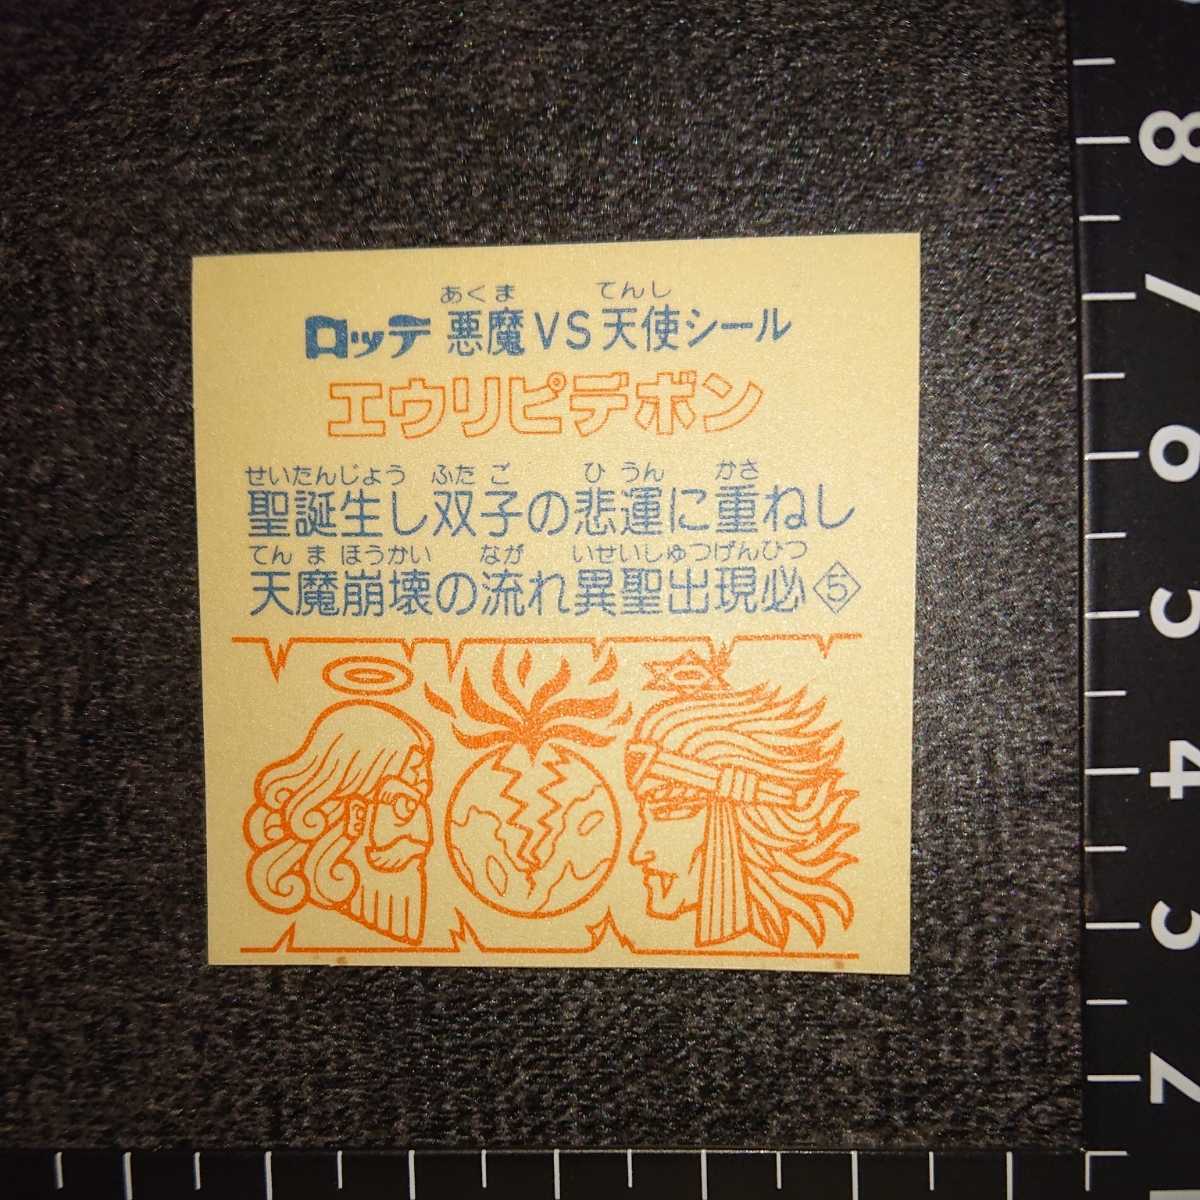 あくま てんし
ロッテ 悪魔VS天使シール
エウリピデボン
せいたんじょう ふたご ひうん かさ
聖誕生し双子の悲運に重ねし
てんまほうかい なが いせいしゅつげんひつ
天魔崩壊の流れ異聖出現必5
8
7
6
5
4
3
2